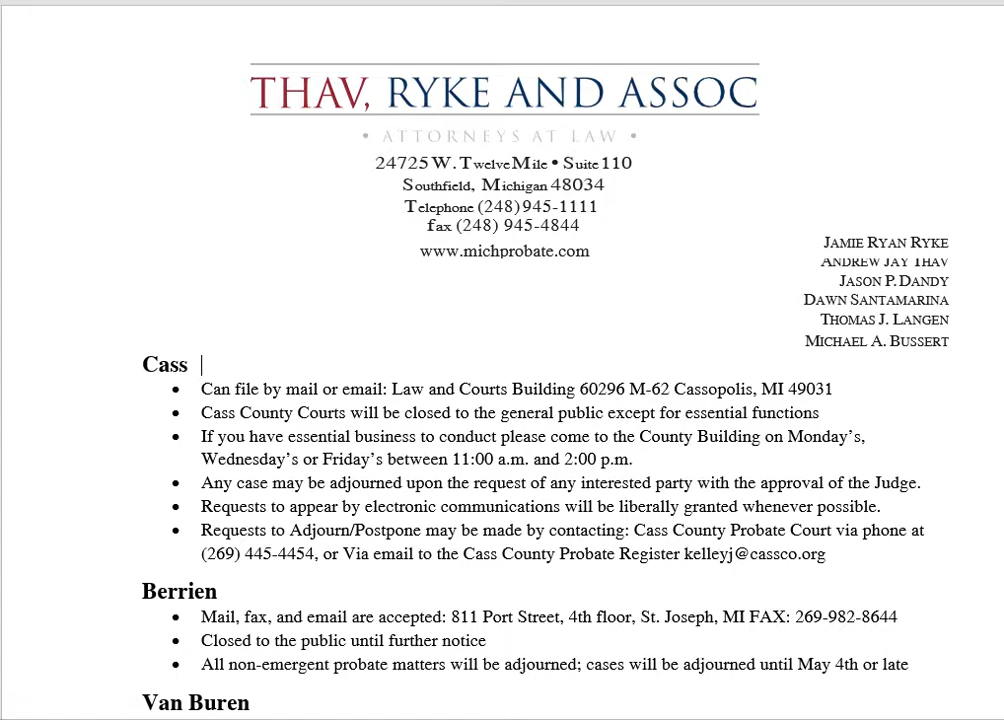 THAV, RYKE AND ASSOC
• ATTORNEYS AT LAW •
24725 W. Twelve Mile • Suite 110
Southfield, Michigan 48034
Telephone (248) 945-1111
fax (248) 945-4844
www.michprobate.com
JAMIE RYAN RYKE
ANDREW JAY THAV
JASON P. DANDY
DAWN SANTAMARINA
THOMAS J. LANGEN
MICHAEL A. BUSSERT
Cass
• Can file by mail or email: Law and Courts Building 60296 M-62 Cassopolis, MI 49031
• Cass County Courts will be closed to the general public except for essential functions
• If you have essential business to conduct please come to the County Building on Monday’s,
Wednesday’s or Friday’s between 11:00 a.m. and 2:00 p.m.
• Any case may be adjourned upon the request of any interested party with the approval of the Judge.
• Requests to appear by electronic communications will be liberally granted whenever possible.
• Requests to Adjourn/Postpone may be made by contacting: Cass County Probate Court via phone at
(269) 445-4454, or Via email to the Cass County Probate Register kelleyj@cassco.org
Berrien
• Mail, fax, and email are accepted: 811 Port Street, 4th floor, St. Joseph, MI FAX: 269-982-8644
• Closed to the public until further notice
• All non-emergent probate matters will be adjourned; cases will be adjourned until May 4th or late
Van Buren